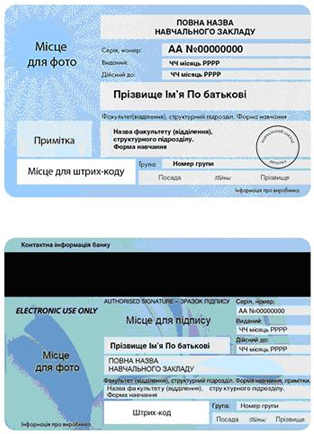 ПОВНА НАЗВА
НАВЧАЛЬНОГО ЗАКЛАДУ
Місце
для фото
Серія, номер:
АА №00000000
Виданий:
ЧЧ місяць РРРР
Дійсний до:
ЧЧ місяць РРРР
Прізвище Ім'я По батькові
Факультет(відділення), структурний підрозділ. Форма навчання
Назва факультету (відділення),
структурного підрозділу.
Форма навчання
Примітка
Місце для штрих-коду
Група:
Номер групи
Посада
Прізвище
Інформація про виробника
Контактна інформація банку
AUTHORISED SIGNATURE – ЗРАЗОК ПІДПИСУ
Серія, номер:
ELECTRONIC USE ONLY
АА №00000000
Місце для підпису
Виданий:
ЧЧ місяць РРРР
Дійсний до:
Прізвище Ім'я По батькові
ЧЧ місяць РРРР
Місце
для фото
ПОВНА НАЗВА
НАВЧАЛЬНОГО ЗАКЛАДУ
Факультет (відділення), структурний підрозділ. Форма навчання, примітки.
Назва факультету (відділення), структурного підрозділу.
Форма навчання
Штрих-код
Група:
Номер групи
Посада
Прізвище
Інформація про виробника